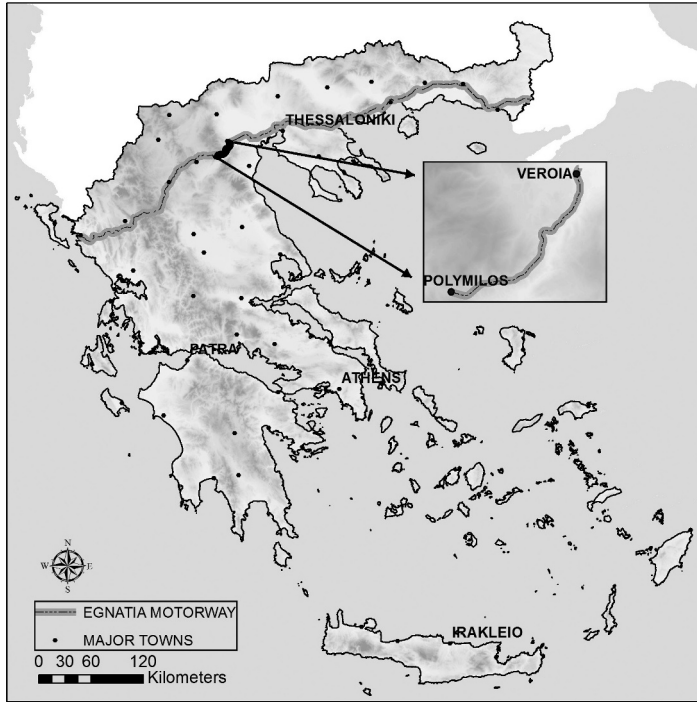 THESSALONIKI
VEROIA
POLYMILOS
PATRA
ATHENS
N
W E
S
EGNATIA MOTORWAY
MAJOR TOWNS
IRAKLEIO
0 30 60 120
Kilometers